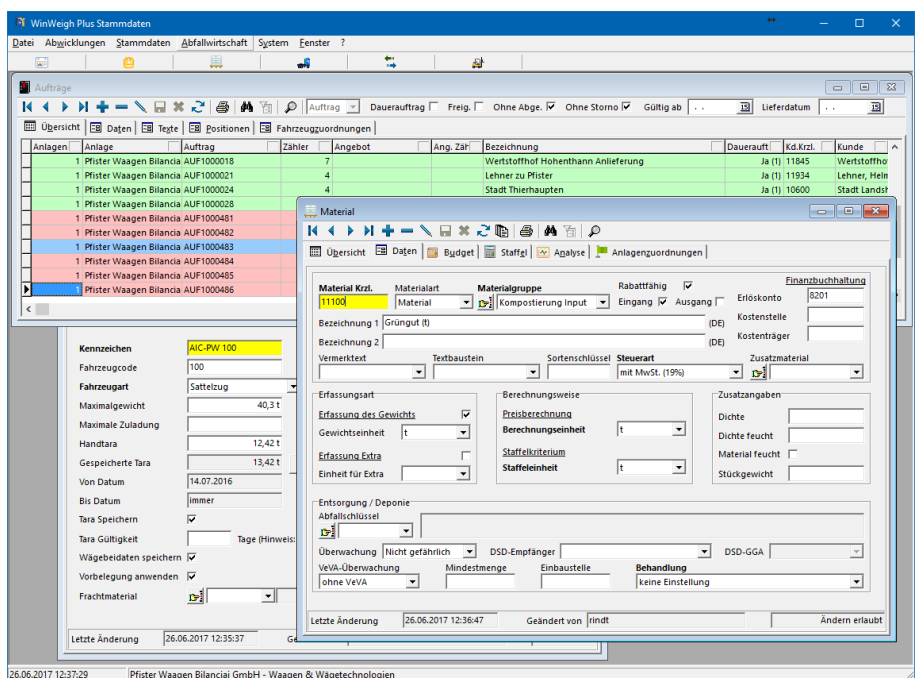 WinWeigh Plus Stammdaten
Datei Abwicklungen Stammdaten Abfallwirtschaft System Fenster ?
Aufträge
Auftrag Dauerauftrag Freig. Ohne Abge. Ohne Storno Gültig ab . . 15 Lieferdatum . . 15
Übersicht Daten Texte Positionen Fahrzeugzuordnungen
Anlagen Anlage Auftrag Zähler Angebot Ang. Zäh Bezeichnung Dauerauft Kd.Krzl. Kunde
1 Pfister Waagen Bilancia AUF1000018 7 Wertstoffhof Hohenthann Anlieferung Ja (1) 11845 Wertstoffho
1 Pfister Waagen Bilancia AUF1000021 4 Lehner zu Pfister Ja (1) 11934 Lehner, Helm
1 Pfister Waagen Bilancia AUF1000024 4 Stadt Thierhaupten Ja (1) 10600 Stadt Landsh
1 Pfister Waagen Bilancia AUF1000028
1 Pfister Waagen Bilancia AUF1000481
1 Pfister Waagen Bilancia AUF1000482
1 Pfister Waagen Bilancia AUF1000483
1 Pfister Waagen Bilancia AUF1000484
1 Pfister Waagen Bilancia AUF1000485
1 Pfister Waagen Bilancia AUF1000486
Kennzeichen AIC-PW 100
Fahrzeugcode 100
Fahrzeugart Sattelzug
Maximalgewicht 40,3 t
Maximale Zuladung
Handtara 12,42 t
Gespeicherte Tara 13,42 t
Von Datum 14.07.2016
Bis Datum immer
Tara Speichern
Tara Gültigkeit Tage (Hinweis:
Wägebeidaten speichern
Vorbelegung anwenden
Frachtmaterial
Letzte Änderung 26.06.2017 12:35:37 Ge
Material
Übersicht Daten Budget Staffel Analyse Anlagenzuordnungen
Material Krzl. Materialart Materialgruppe Rabattfähig Finanzbuchhaltung
11100 Material Kompostierung Input Eingang Ausgang Erlöskonto 8201
Bezeichnung 1 Grüngut (t) (DE) Kostenstelle
Bezeichnung 2 (DE) Kostenträger
Vermerktext Textbaustein Sortenschlüssel Steuerart Zusatzmaterial
mit MwSt. (19%)
Erfassungsart Berechnungsweise Zusatzangaben
Erfassung des Gewichts Preisberechnung Dichte
Gewichtseinheit t Berechnungseinheit t Dichte feucht
Erfassung Extra Staffelkriterium Material feucht
Einheit für Extra Staffeleinheit t Stückgewicht
Entsorgung / Deponie
Abfallschlüssel
Überwachung Nicht gefährlich DSD-Empfänger DSD-GGA
VeVA-Überwachung Mindestmenge Einbaustelle Behandlung
ohne VeVA keine Einstellung
Letzte Änderung 26.06.2017 12:36:47 Geändert von rindt Ändern erlaubt
26.06.2017 12:37:29 Pfister Waagen Bilanciai GmbH - Waagen & Wägetechnologien